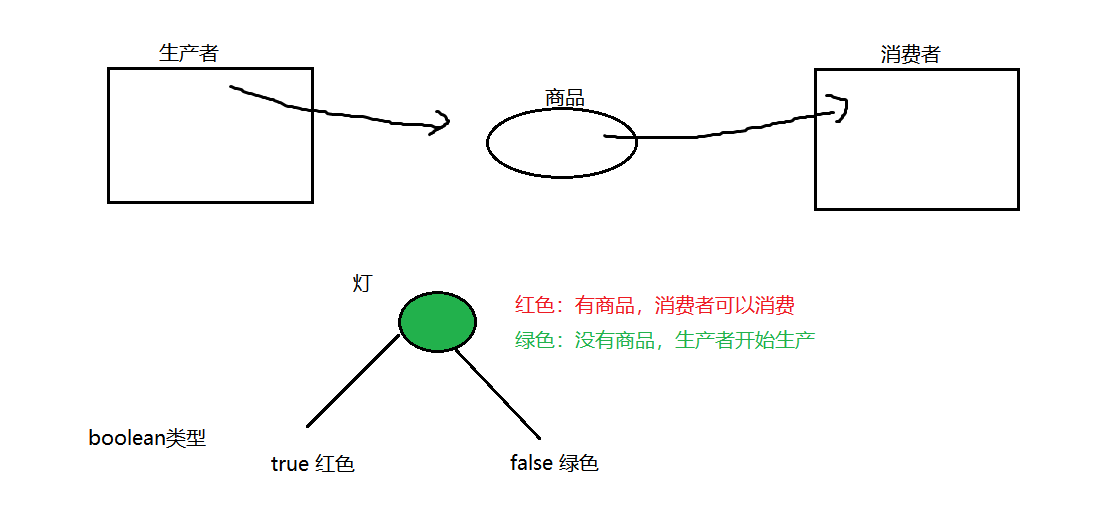 生产者
消费者
商品
灯
红色：有商品，消费者可以消费
绿色：没有商品，生产者开始生产
boolean类型
true 红色
false 绿色